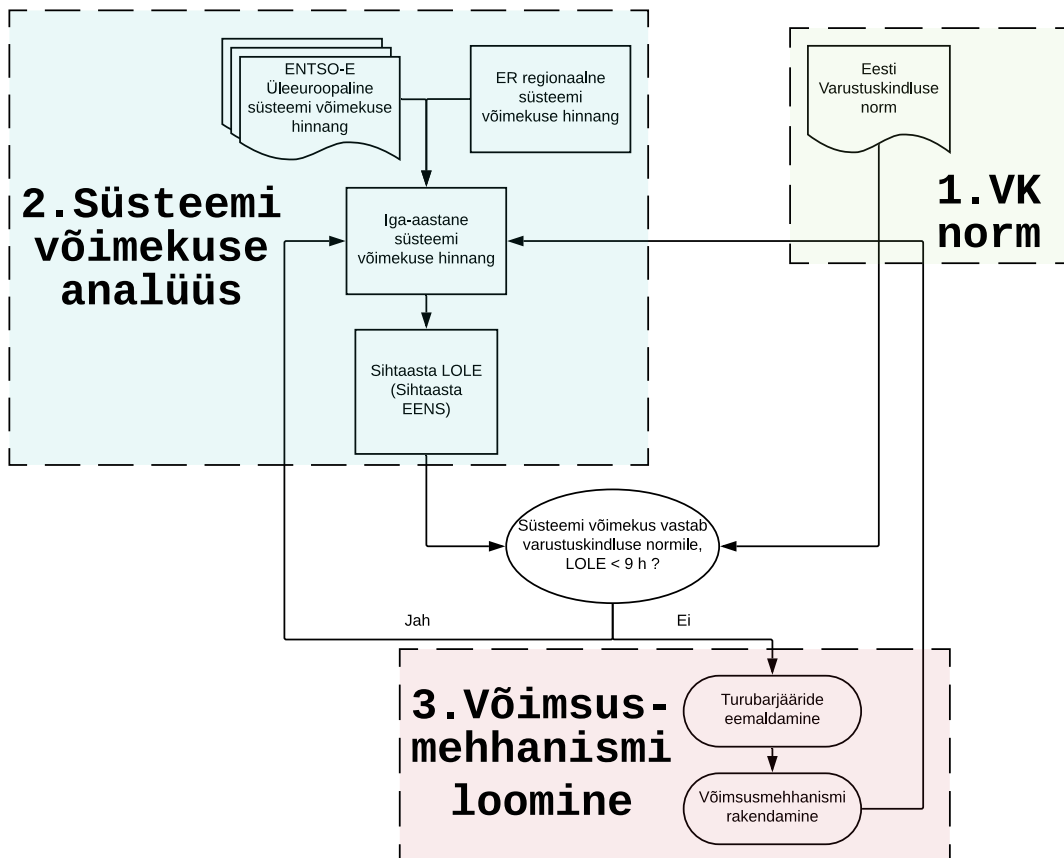 ENTSO-E
Üleeuroopaline
süsteemi võimekuse
hinnang
ER regionaalne
süsteemi
võimekuse hinnang
Eesti
Varustuskindluse
norm
1.VK
norm
2.Süsteemi
võimekuse
analüüs
Iga-aastane
süsteemi
võimekuse hinnang
Sihtaasta LOLE
(Sihtaasta
EENS)
Süsteemi võimekus vastab
varustuskindluse normile,
LOLE < 9 h ?
Jah
Ei
3.Võimsus-
mehhanismi
loomine
Turubarjääride
eemaldamine
Võimsusmehhanismi
rakendamine